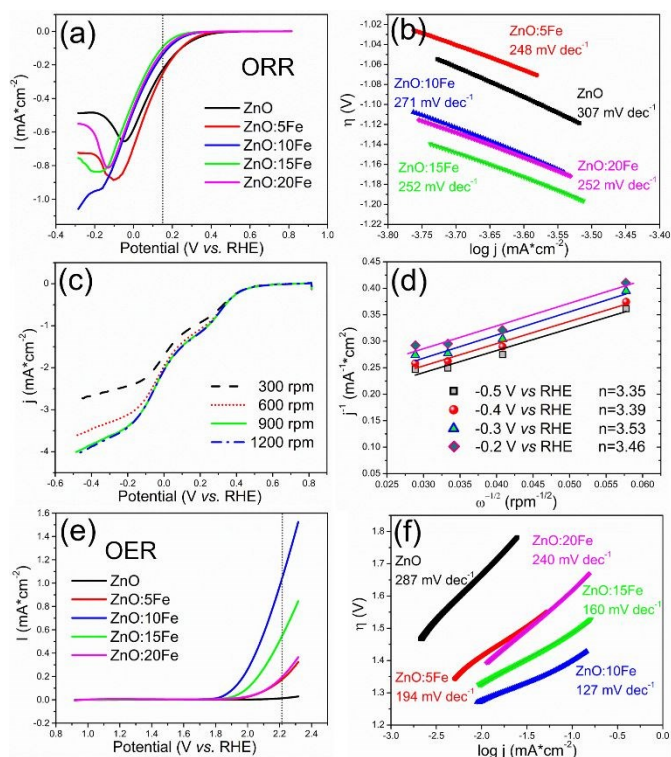 (a)
ORR
ZnO
ZnO:5Fe
ZnO:10Fe
ZnO:15Fe
ZnO:20Fe
0.0
-0.2
-0.4
-0.6
-0.8
-1.0
I (mA*cm⁻²)
-0.4 -0.2 0.0 0.2 0.4 0.6 0.8 1.0
Potential (V vs. RHE)
(b)
ZnO:5Fe
248 mV dec⁻¹
ZnO:10Fe
271 mV dec⁻¹
ZnO
307 mV dec⁻¹
ZnO:15Fe
252 mV dec⁻¹
ZnO:20Fe
252 mV dec⁻¹
-1.02
-1.04
-1.06
-1.08
-1.10
-1.12
-1.14
-1.16
-1.18
-1.20
-1.22
η (V)
-3.80 -3.75 -3.70 -3.65 -3.60 -3.55 -3.50 -3.45 -3.40
log j (mA*cm⁻²)
(c)
300 rpm
600 rpm
900 rpm
1200 rpm
0
-1
-2
-3
-4
j (mA*cm⁻²)
-0.6 -0.4 -0.2 0.0 0.2 0.4 0.6 0.8 1.0
Potential (V vs. RHE)
(d)
-0.5 V vs RHE n=3.35
-0.4 V vs RHE n=3.39
-0.3 V vs RHE n=3.53
-0.2 V vs RHE n=3.46
0.45
0.40
0.35
0.30
0.25
0.20
0.15
0.10
0.05
0.00
j⁻¹ (mA⁻¹*cm²)
0.030 0.035 0.040 0.045 0.050 0.055 0.060
ω⁻¹/² (rpm⁻¹/²)
(e)
OER
ZnO
ZnO:5Fe
ZnO:10Fe
ZnO:15Fe
ZnO:20Fe
1.8
1.6
1.4
1.2
1.0
0.8
0.6
0.4
0.2
0.0
-0.2
I (mA*cm⁻²)
0.8 1.0 1.2 1.4 1.6 1.8 2.0 2.2 2.4 2.6
Potential (V vs. RHE)
(f)
ZnO
287 mV dec⁻¹
ZnO:20Fe
240 mV dec⁻¹
ZnO:15Fe
160 mV dec⁻¹
ZnO:5Fe
194 mV dec⁻¹
ZnO:10Fe
127 mV dec⁻¹
1.8
1.7
1.6
1.5
1.4
1.3
1.2
η (V)
-3.0 -2.5 -2.0 -1.5 -1.0 -0.5 0.0
log j (mA*cm⁻²)